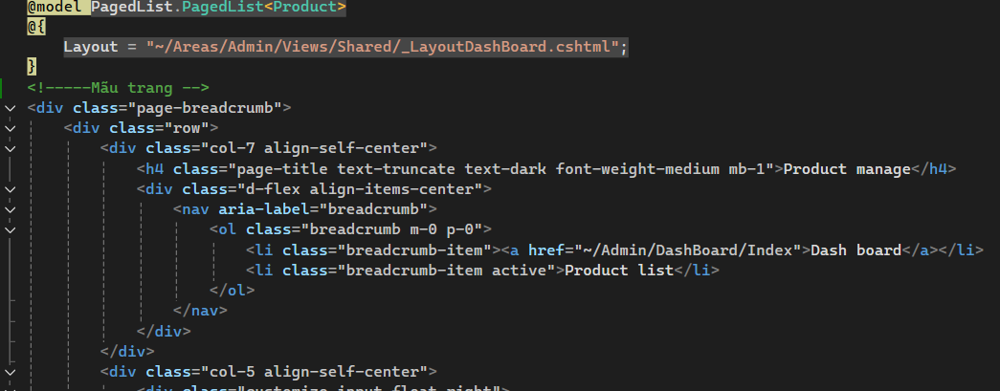 @model PagedList.PagedList<Product>
@{
    Layout = "~/Areas/Admin/Views/Shared/_LayoutDashBoard.cshtml";
}
<!-----Mãu trang -->
<div class="page-breadcrumb">
    <div class="row">
        <div class="col-7 align-self-center">
            <h4 class="page-title text-truncate text-dark font-weight-medium mb-1">Product manage</h4>
            <div class="d-flex align-items-center">
                <nav aria-label="breadcrumb">
                    <ol class="breadcrumb m-0 p-0">
                        <li class="breadcrumb-item"><a href="~/Admin/DashBoard/Index">Dash board</a></li>
                        <li class="breadcrumb-item active">Product list</li>
                    </ol>
                </nav>
            </div>
        </div>
        <div class="col-5 align-self-center">
            <div class="customize-input float-right">